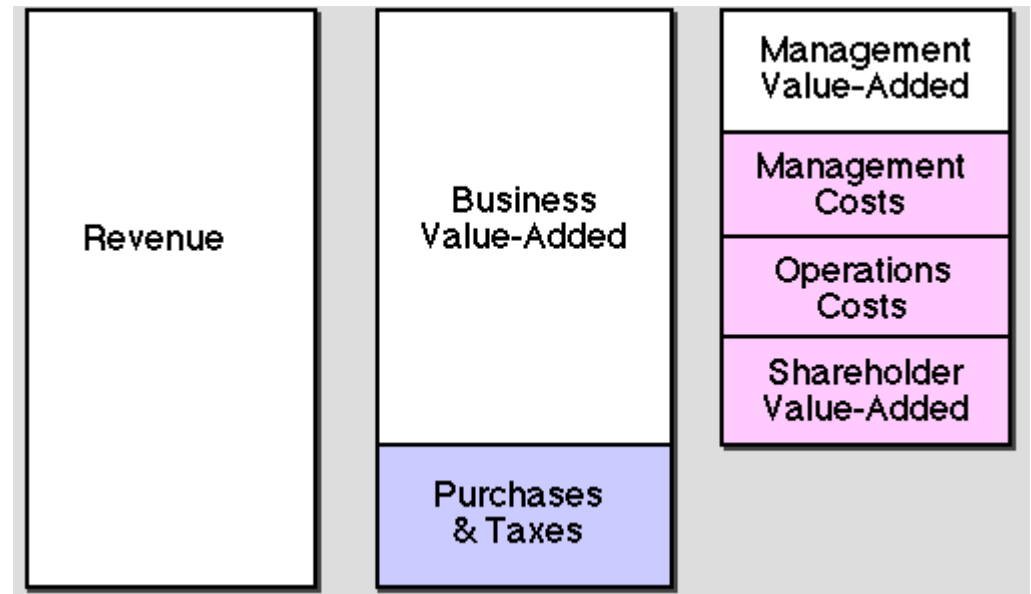 Revenue
Business
Value-Added
Purchases
& Taxes
Management
Value-Added
Management
Costs
Operations
Costs
Shareholder
Value-Added